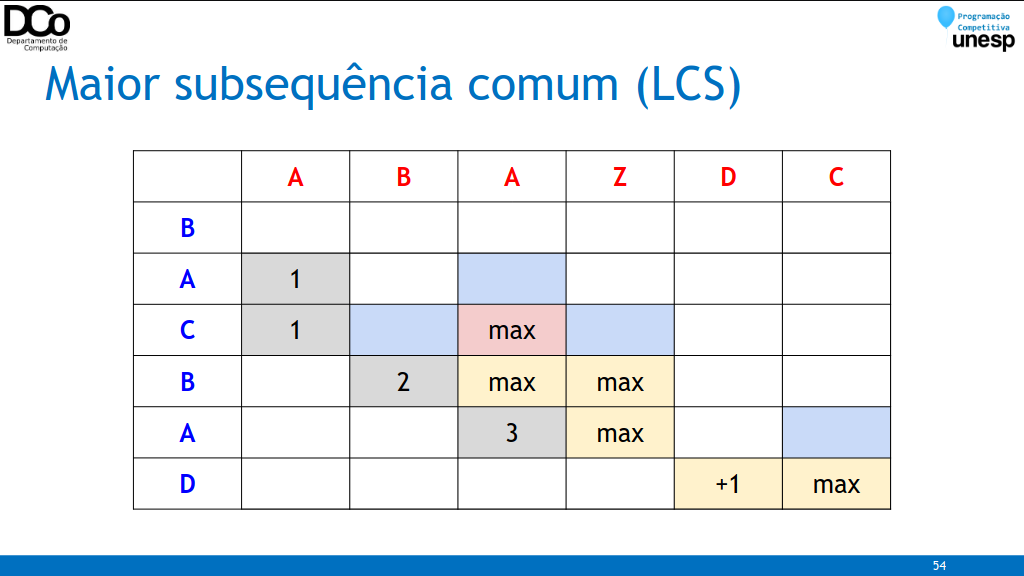 DCo
Departamento de
Computação
Programação
Competitiva
unesp
Maior subsequência comum (LCS)
A B A Z D C
B
A 1
C 1 max
B 2 max max
A 3 max
D +1 max
54